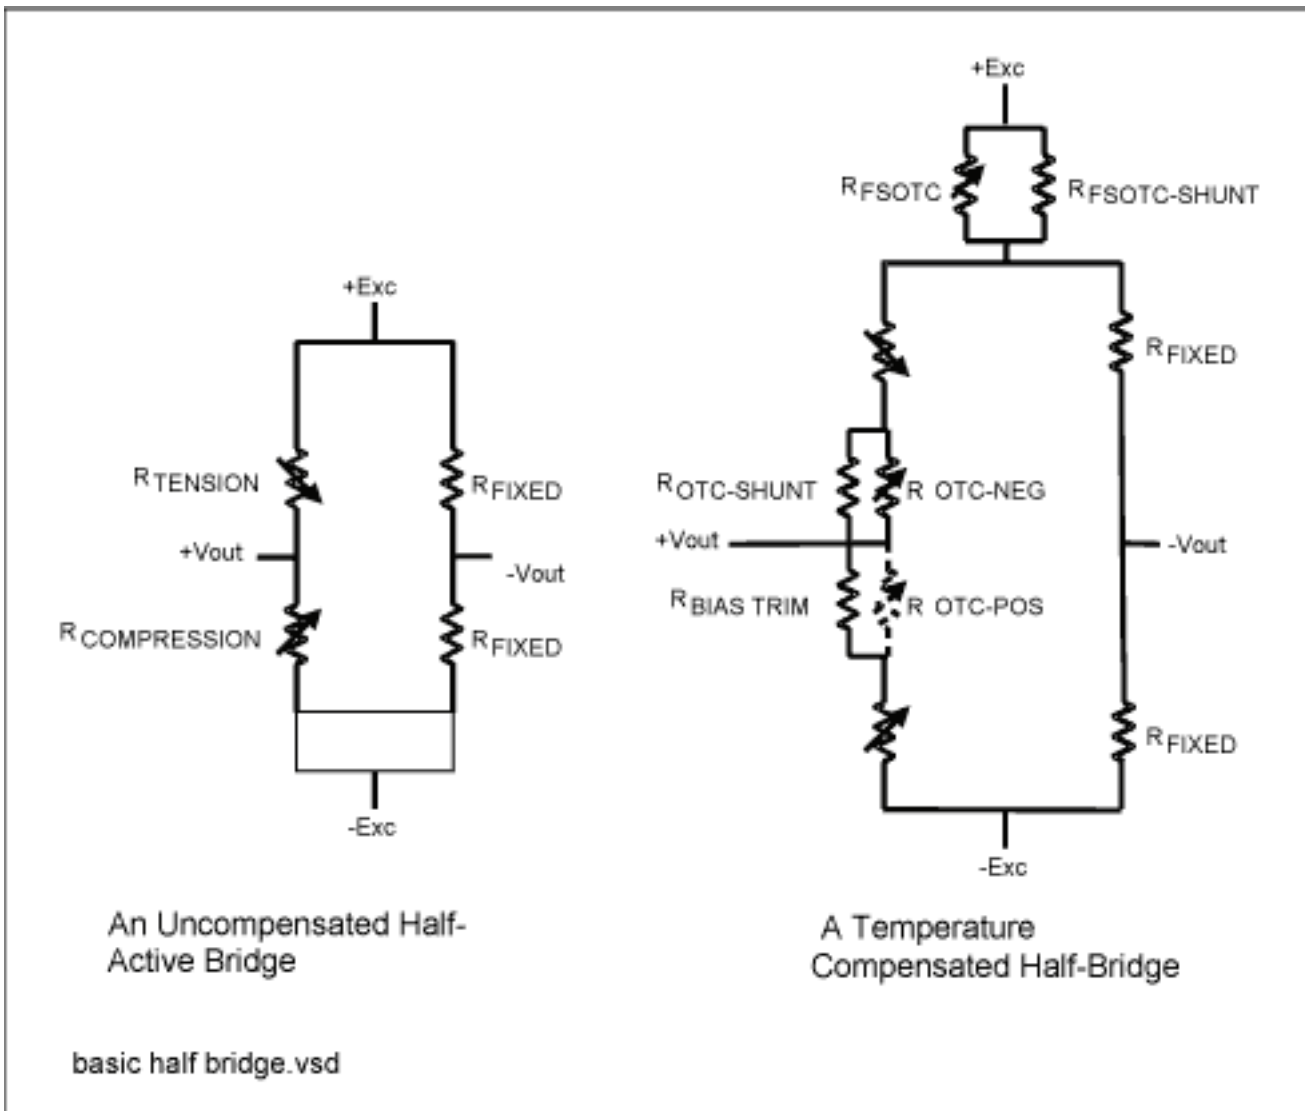 +Exc
RFSOTC
RFSOTC-SHUNT
+Exc
RFIXED
RTENSION
RFIXED
ROTC-SHUNT
R OTC-NEG
+Vout
-Vout
+Vout
-Vout
RCOMPRESSION
RFIXED
RBIAS TRIM
R OTC-POS
RFIXED
-Exc
-Exc
An Uncompensated Half-
Active Bridge
A Temperature
Compensated Half-Bridge
basic half bridge.vsd